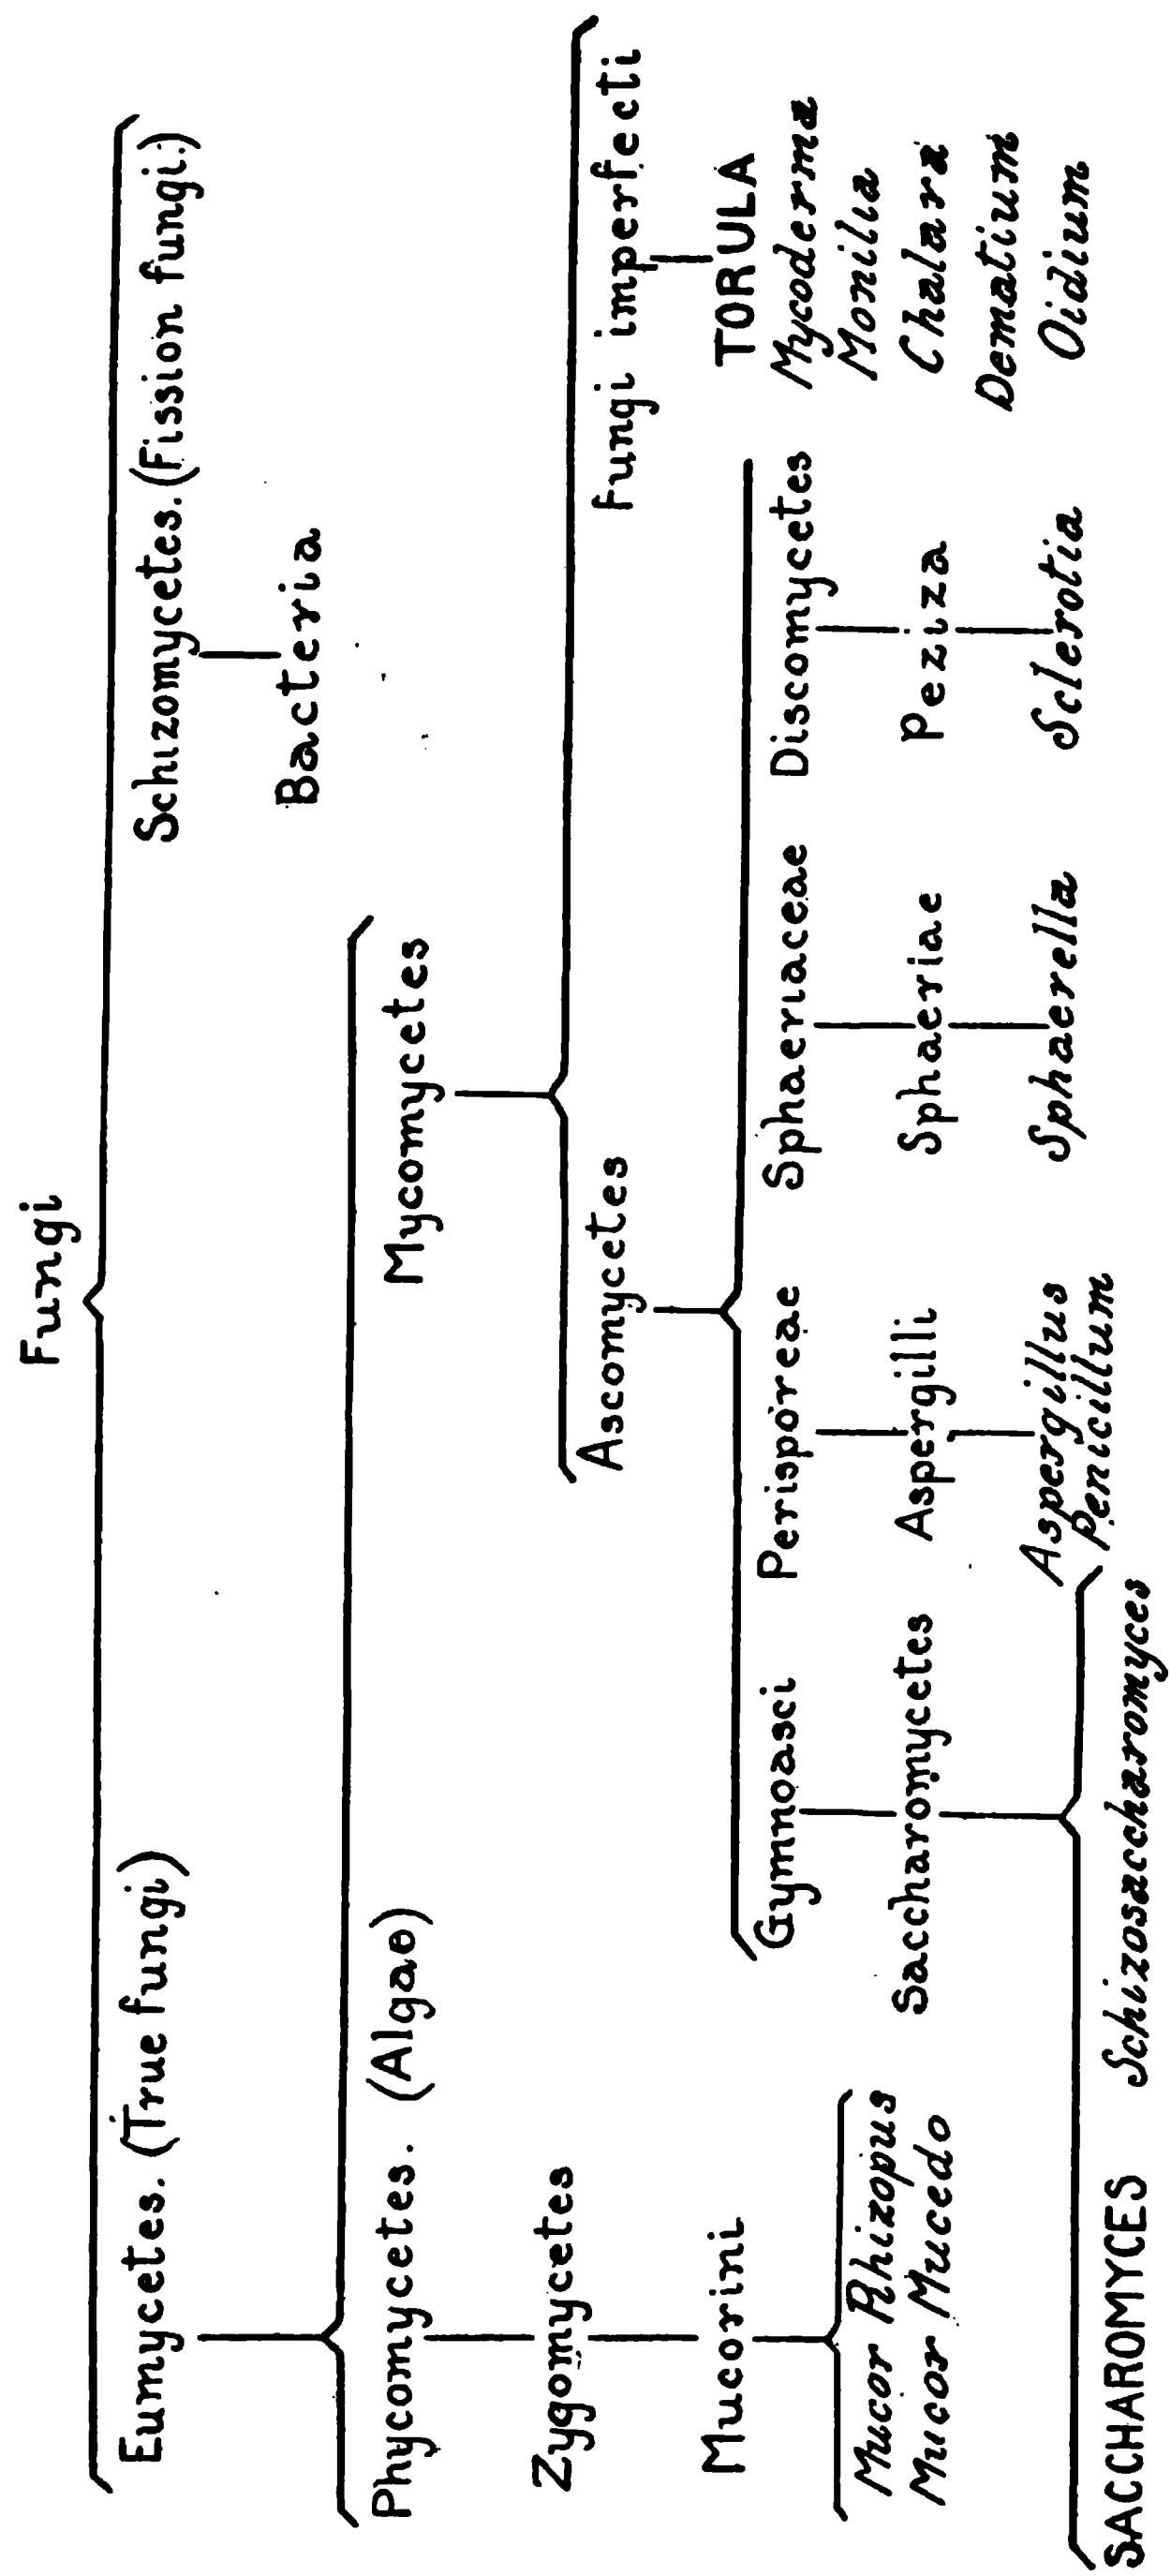 Fungi
Eumycetes. (True fungi) Schizomycetes. (Fission fungi.)
Bacteria
Phycomycetes. (Algae) Mycomycetes
Zygomycetes Ascomycetes Fungi imperfecti
Mucorini Gymnoasci Perisporeae Sphaeriaceae Discomycetes TORULA
Mycoderma
Monilia
Mucor Rhizopus Saccharomycetes Aspergilli Sphaeriae Peziza Chalara
Mucor Mucedo
Dematium
Aspergillus Sphaerella Sclerotia Oidium
Penicillum
SACCHAROMYCES Schizosaccharomyces